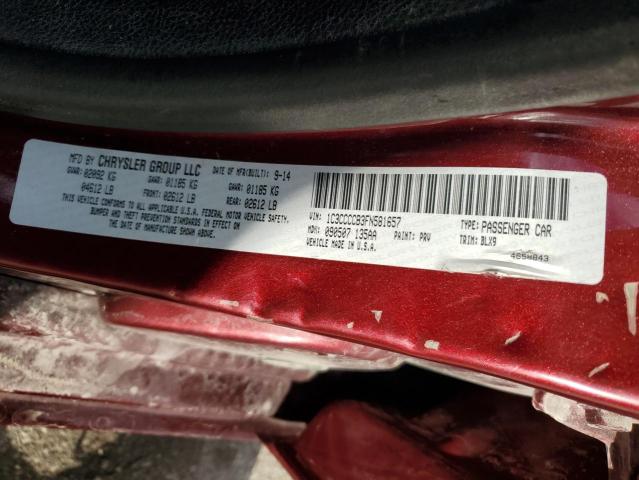 MFD BY CHRYSLER GROUP LLC DATE OF MFR(BUILT): 9-14
GVWR: 02092 KG GAWR: 01185 KG GAWR: 01185 KG
04612 LB FRONT: 02612 LB REAR: 02612 LB
THIS VEHICLE CONFORMS TO ALL APPLICABLE FEDERAL MOTOR VEHICLE SAFETY,
BUMPER AND THEFT PREVENTION STANDARDS IN EFFECT ON
THE DATE OF MANUFACTURE SHOWN ABOVE.
VIN: 1C3CCCCB3FN581657 TYPE: PASSENGER CAR
MDH: 090507 135AA PAINT: PRV TRIM: BLX9
VEHICLE MADE IN U.S.A. 465W843